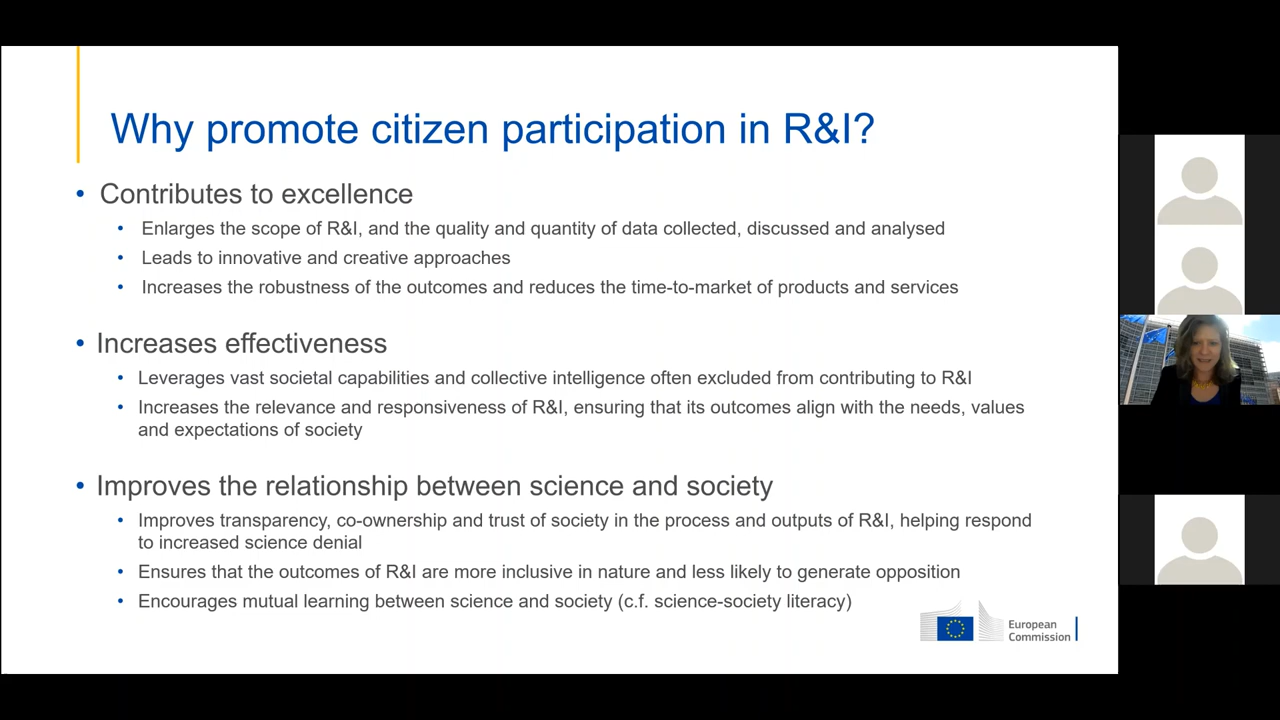 Why promote citizen participation in R&I?
• Contributes to excellence
• Enlarges the scope of R&I, and the quality and quantity of data collected, discussed and analysed
• Leads to innovative and creative approaches
• Increases the robustness of the outcomes and reduces the time-to-market of products and services
• Increases effectiveness
• Leverages vast societal capabilities and collective intelligence often excluded from contributing to R&I
• Increases the relevance and responsiveness of R&I, ensuring that its outcomes align with the needs, values
and expectations of society
• Improves the relationship between science and society
• Improves transparency, co-ownership and trust of society in the process and outputs of R&I, helping respond
to increased science denial
• Ensures that the outcomes of R&I are more inclusive in nature and less likely to generate opposition
• Encourages mutual learning between science and society (c.f. science-society literacy)
European
Commission